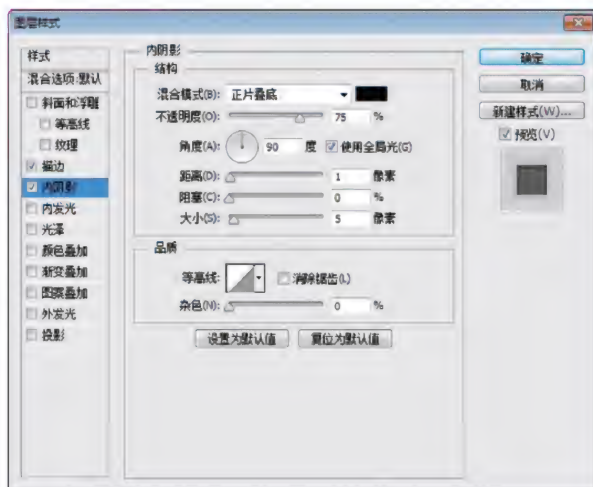 图层样式
样式
混合选项:默认
斜面和浮雕
等高线
纹理
描边
内阴影
内发光
光泽
颜色叠加
渐变叠加
图案叠加
外发光
投影
内阴影
结构
混合模式(B): 正片叠底
不透明度(O): 75 %
角度(A): 90 度 使用全局光(G)
距离(D): 1 像素
阻塞(C): 0 %
大小(S): 5 像素
品质
等高线: 消除锯齿(L)
杂色(N): 0 %
设置为默认值 复位为默认值
确定
取消
新建样式(W)...
预览(V)